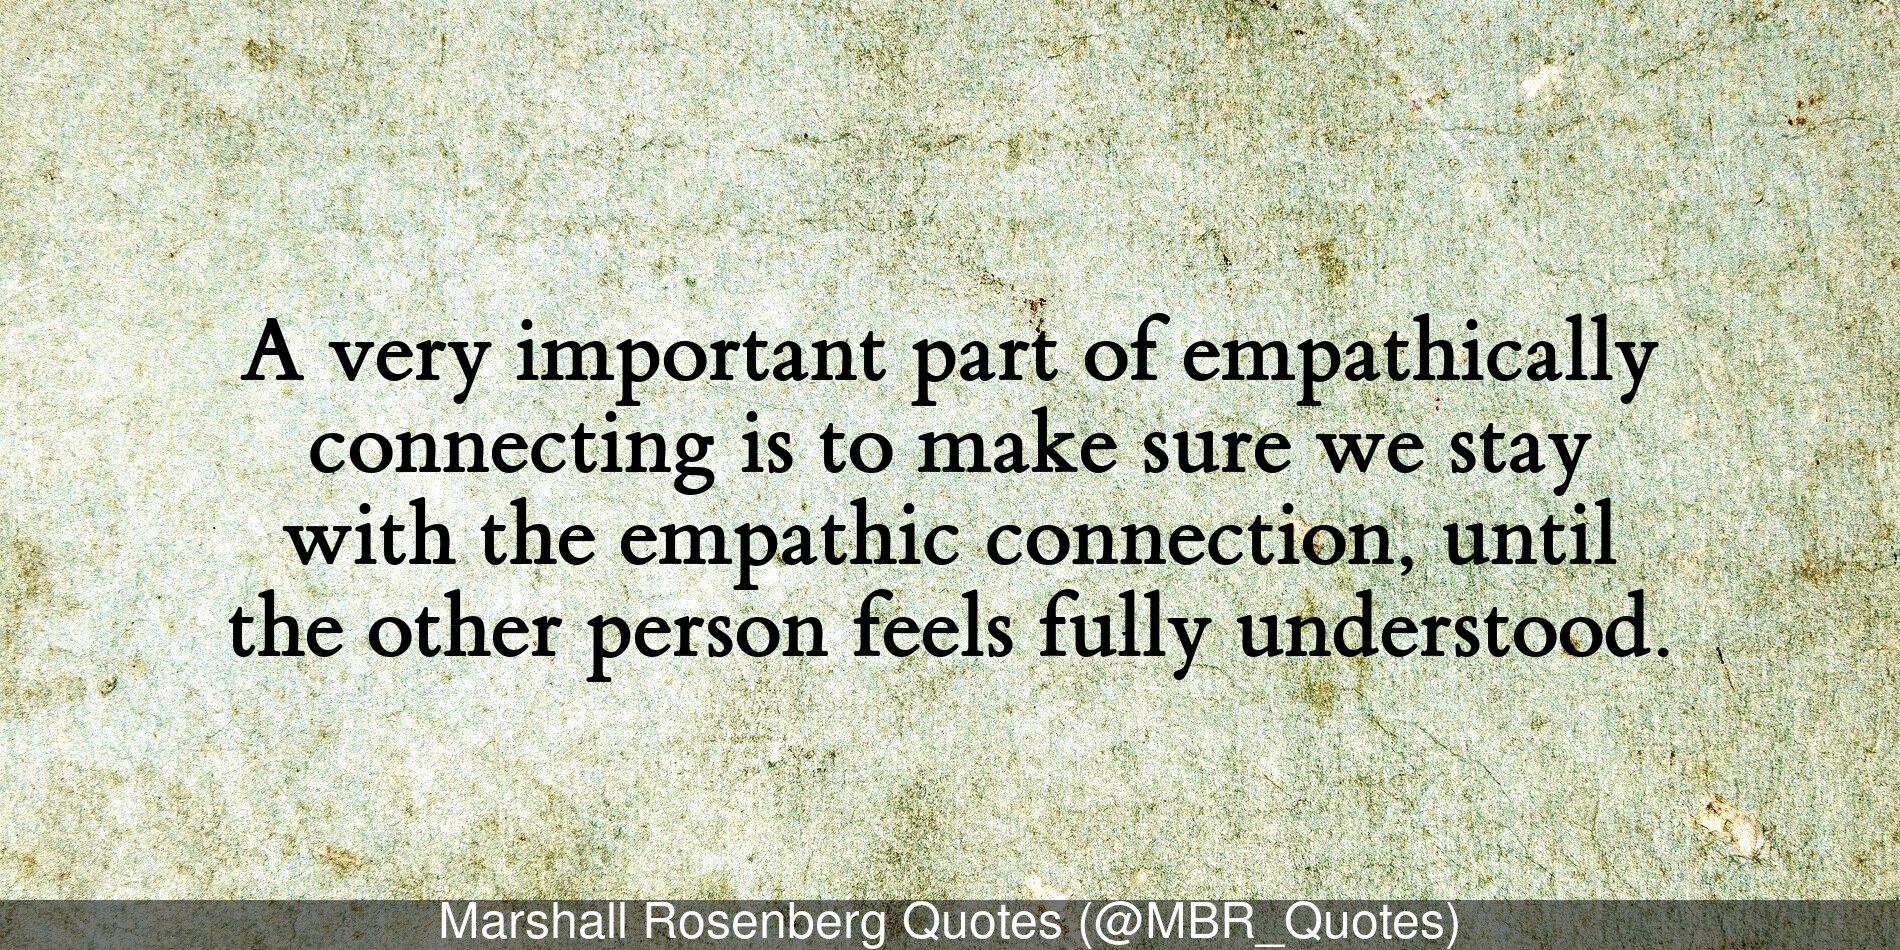 A very important part of empathically
connecting is to make sure we stay
with the empathic connection, until
the other person feels fully understood.
Marshall Rosenberg Quotes (@MBR_Quotes)